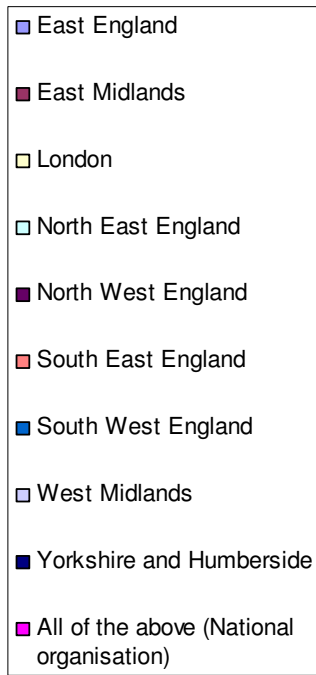 East England
East Midlands
London
North East England
North West England
South East England
South West England
West Midlands
Yorkshire and Humberside
All of the above (National
organisation)